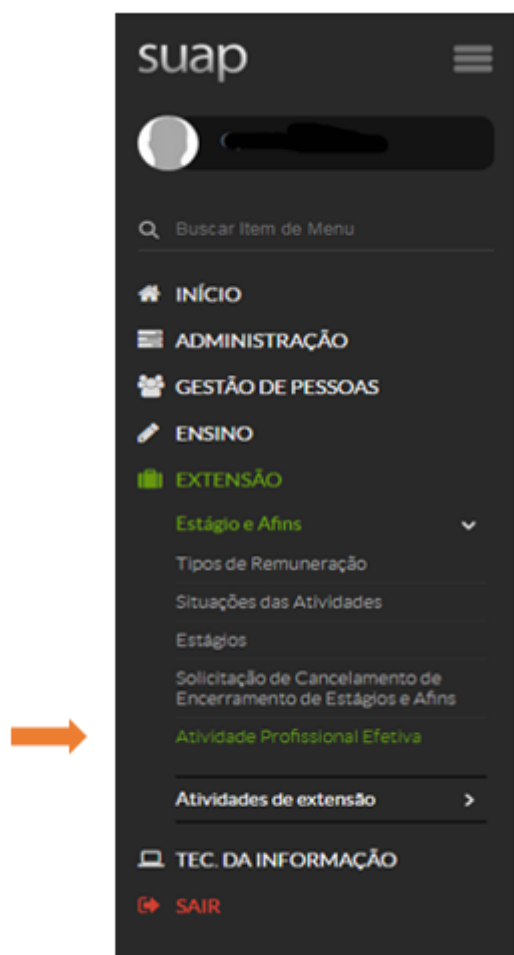 suap
Buscar Item de Menu
INÍCIO
ADMINISTRAÇÃO
GESTÃO DE PESSOAS
ENSINO
EXTENSÃO
Estágio e Afins
Tipos de Remuneração
Situações das Atividades
Estágios
Solicitação de Cancelamento de
Encerramento de Estágios e Afins
Atividade Profissional Efetiva
Atividades de extensão
TEC. DA INFORMAÇÃO
SAIR